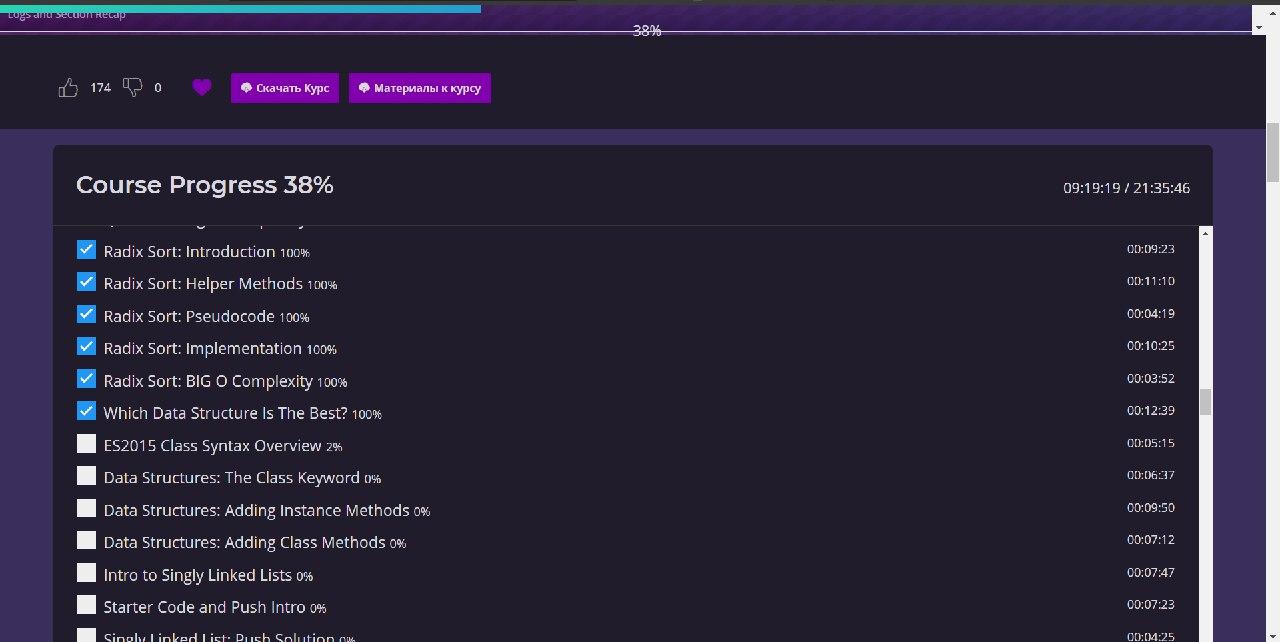 Logs and Section Recap
38%
174 0 Скачать Курс Материалы к курсу
Course Progress 38% 09:19:19 / 21:35:46
Radix Sort: Introduction 100% 00:09:23
Radix Sort: Helper Methods 100% 00:11:10
Radix Sort: Pseudocode 100% 00:04:19
Radix Sort: Implementation 100% 00:10:25
Radix Sort: BIG O Complexity 100% 00:03:52
Which Data Structure Is The Best? 100% 00:12:39
ES2015 Class Syntax Overview 2% 00:05:15
Data Structures: The Class Keyword 0% 00:06:37
Data Structures: Adding Instance Methods 0% 00:09:50
Data Structures: Adding Class Methods 0% 00:07:12
Intro to Singly Linked Lists 0% 00:07:47
Starter Code and Push Intro 0% 00:07:23
Singly Linked List: Push Solution 0% 00:04:25